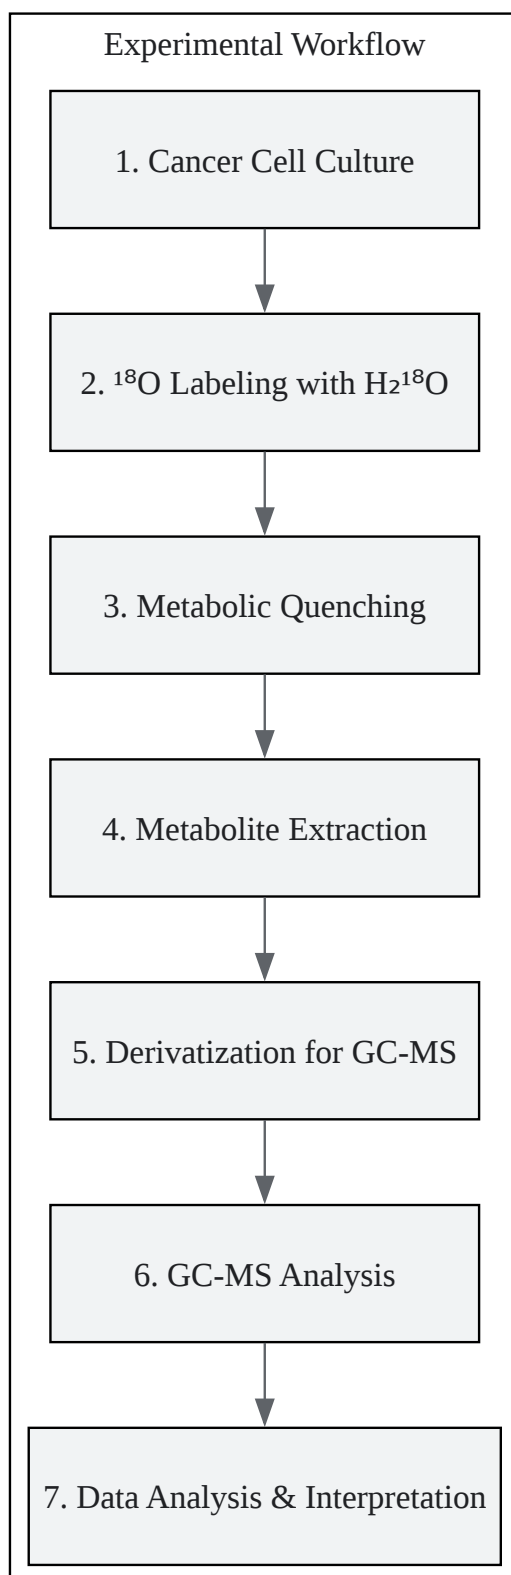 Experimental Workflow
1. Cancer Cell Culture
2. ¹⁸O Labeling with H₂¹⁸O
3. Metabolic Quenching
4. Metabolite Extraction
5. Derivatization for GC-MS
6. GC-MS Analysis
7. Data Analysis & Interpretation